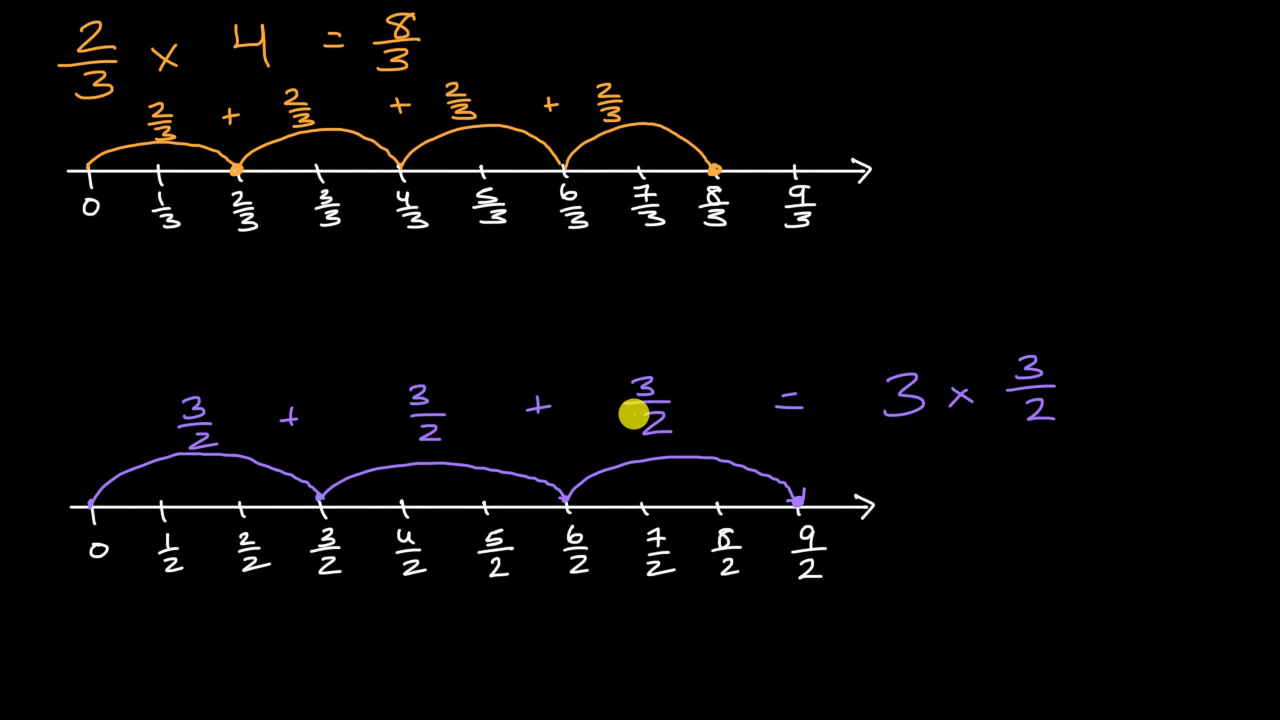 2/3 × 4 = 8/3
2/3 + 2/3 + 2/3 + 2/3
0 1/3 2/3 3/3 4/3 5/3 6/3 7/3 8/3 9/3
3/2 + 3/2 + 3/2 = 3 × 3/2
0 1/2 2/2 3/2 4/2 5/2 6/2 7/2 8/2 9/2